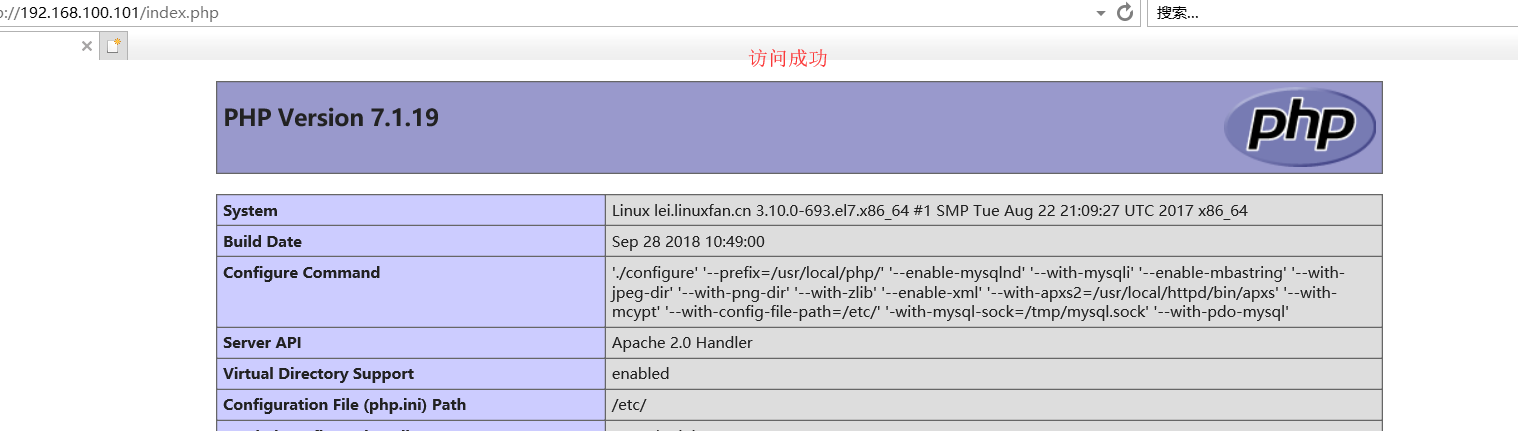 ://192.168.100.101/index.php
搜索...
访问成功
PHP Version 7.1.19
php
System Linux lei.linuxfan.cn 3.10.0-693.el7.x86_64 #1 SMP Tue Aug 22 21:09:27 UTC 2017 x86_64
Build Date Sep 28 2018 10:49:00
Configure Command './configure' '--prefix=/usr/local/php/' '--enable-mysqlnd' '--with-mysqli' '--enable-mbastring' '--with-
jpeg-dir' '--with-png-dir' '--with-zlib' '--enable-xml' '--with-apxs2=/usr/local/httpd/bin/apxs' '--with-
mcypt' '--with-config-file-path=/etc/' '-with-mysql-sock=/tmp/mysql.sock' '--with-pdo-mysql'
Server API Apache 2.0 Handler
Virtual Directory Support enabled
Configuration File (php.ini) Path /etc/